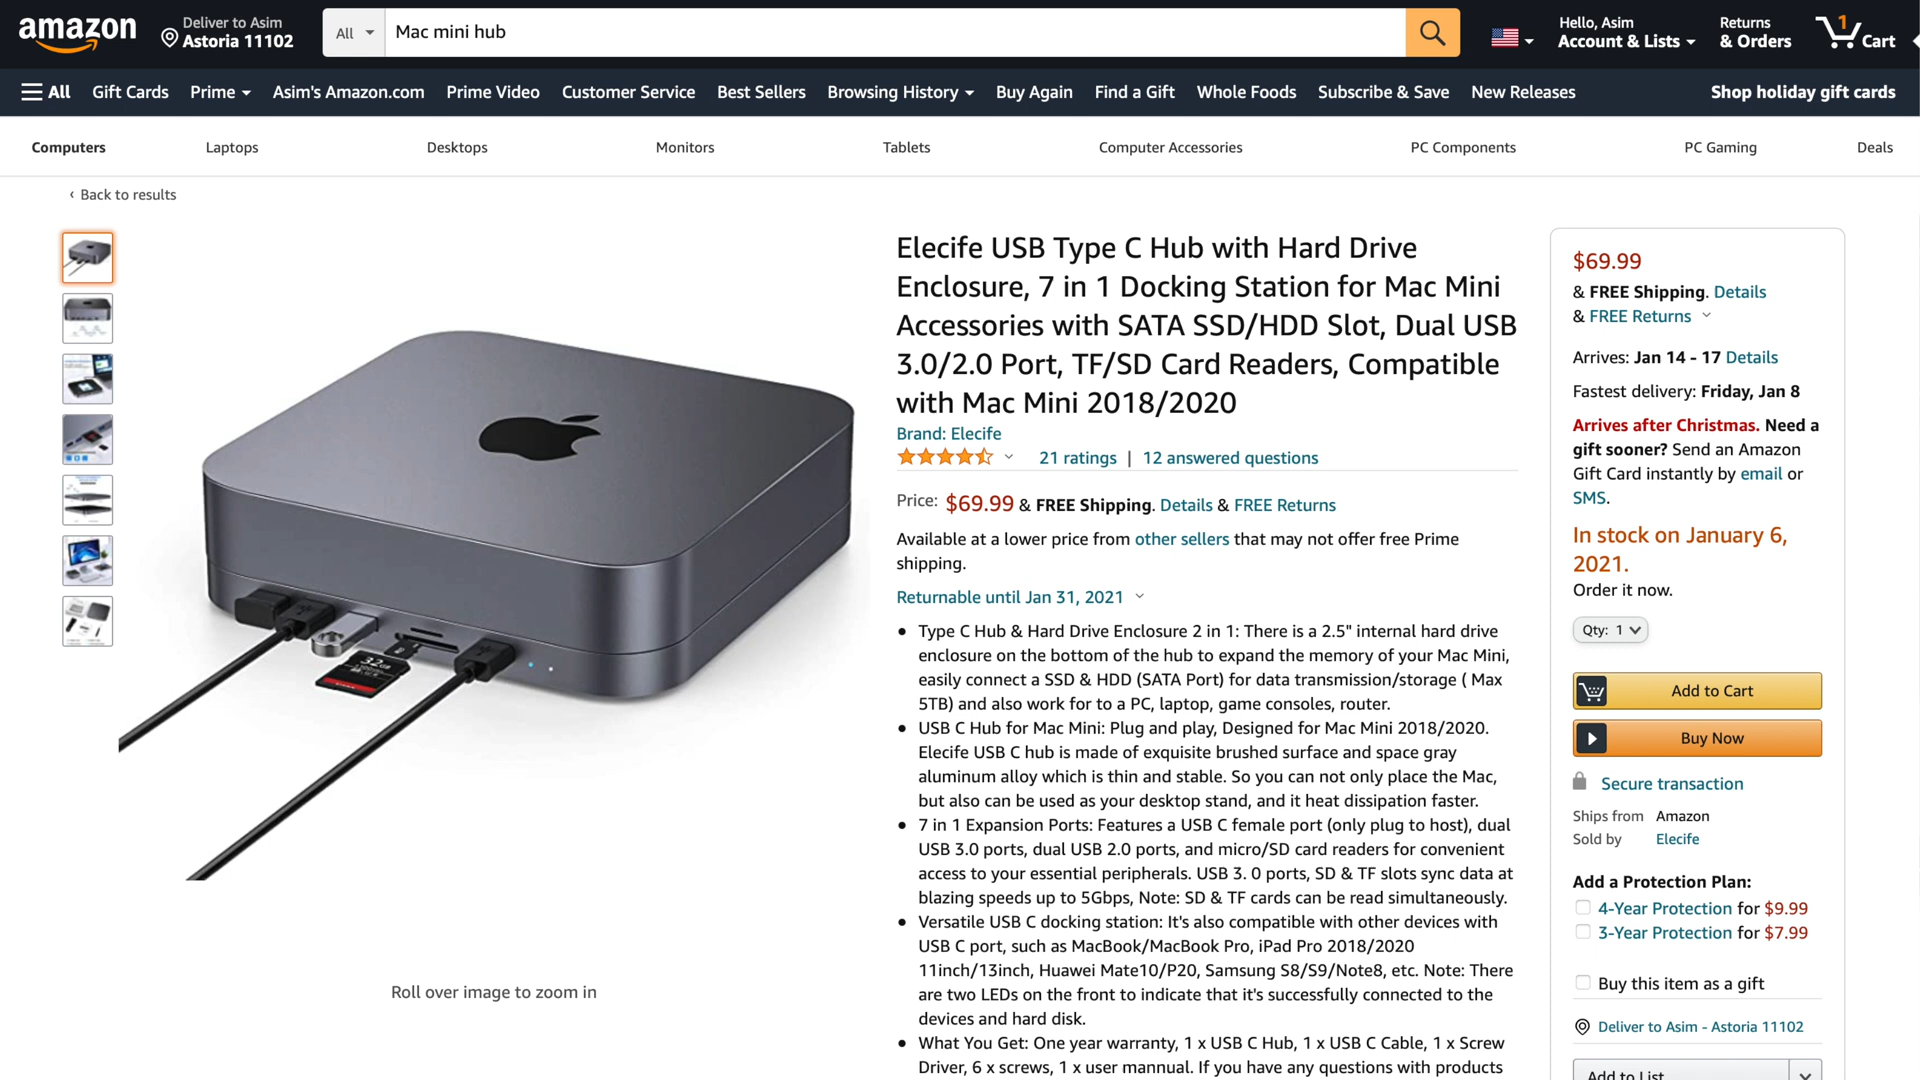 amazon
Deliver to Asim
Astoria 11102
All
Mac mini hub
Hello, Asim
Account & Lists
Returns
& Orders
1
Cart
All
Gift Cards
Prime
Asim's Amazon.com
Prime Video
Customer Service
Best Sellers
Browsing History
Buy Again
Find a Gift
Whole Foods
Subscribe & Save
New Releases
Shop holiday gift cards
Computers
Laptops
Desktops
Monitors
Tablets
Computer Accessories
PC Components
PC Gaming
Deals
‹ Back to results
32GB
Roll over image to zoom in
Elecife USB Type C Hub with Hard Drive
Enclosure, 7 in 1 Docking Station for Mac Mini
Accessories with SATA SSD/HDD Slot, Dual USB
3.0/2.0 Port, TF/SD Card Readers, Compatible
with Mac Mini 2018/2020
Brand: Elecife
21 ratings | 12 answered questions
Price: $69.99 & FREE Shipping. Details & FREE Returns
Available at a lower price from other sellers that may not offer free Prime
shipping.
Returnable until Jan 31, 2021
• Type C Hub & Hard Drive Enclosure 2 in 1: There is a 2.5" internal hard drive
enclosure on the bottom of the hub to expand the memory of your Mac Mini,
easily connect a SSD & HDD (SATA Port) for data transmission/storage ( Max
5TB) and also work for to a PC, laptop, game consoles, router.
• USB C Hub for Mac Mini: Plug and play, Designed for Mac Mini 2018/2020.
Elecife USB C hub is made of exquisite brushed surface and space gray
aluminum alloy which is thin and stable. So you can not only place the Mac,
but also can be used as your desktop stand, and it heat dissipation faster.
• 7 in 1 Expansion Ports: Features a USB C female port (only plug to host), dual
USB 3.0 ports, dual USB 2.0 ports, and micro/SD card readers for convenient
access to your essential peripherals. USB 3. 0 ports, SD & TF slots sync data at
blazing speeds up to 5Gbps, Note: SD & TF cards can be read simultaneously.
• Versatile USB C docking station: It's also compatible with other devices with
USB C port, such as MacBook/MacBook Pro, iPad Pro 2018/2020
11inch/13inch, Huawei Mate10/P20, Samsung S8/S9/Note8, etc. Note: There
are two LEDs on the front to indicate that it's successfully connected to the
devices and hard disk.
• What You Get: One year warranty, 1 x USB C Hub, 1 x USB C Cable, 1 x Screw
Driver, 6 x screws, 1 x user mannual. If you have any questions with products
$69.99
& FREE Shipping. Details
& FREE Returns
Arrives: Jan 14 - 17 Details
Fastest delivery: Friday, Jan 8
Arrives after Christmas. Need a
gift sooner? Send an Amazon
Gift Card instantly by email or
SMS.
In stock on January 6,
2021.
Order it now.
Qty: 1
Add to Cart
Buy Now
Secure transaction
Ships from Amazon
Sold by Elecife
Add a Protection Plan:
4-Year Protection for $9.99
3-Year Protection for $7.99
Buy this item as a gift
Deliver to Asim - Astoria 11102
Add to List